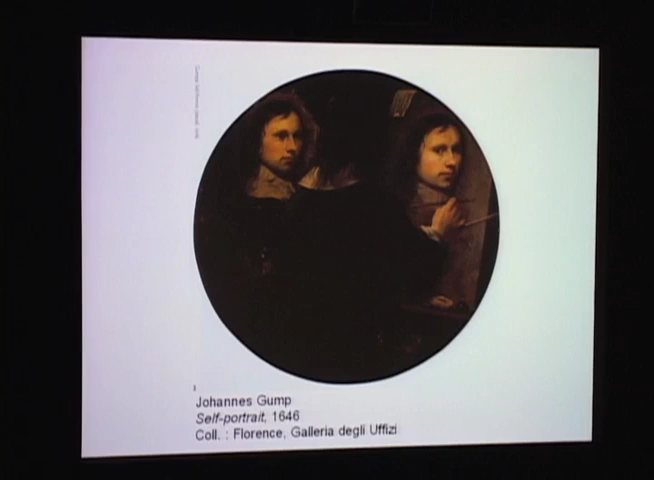 Johannes Gump
Self-portrait, 1646
Coll. : Florence, Galleria degli Uffizi